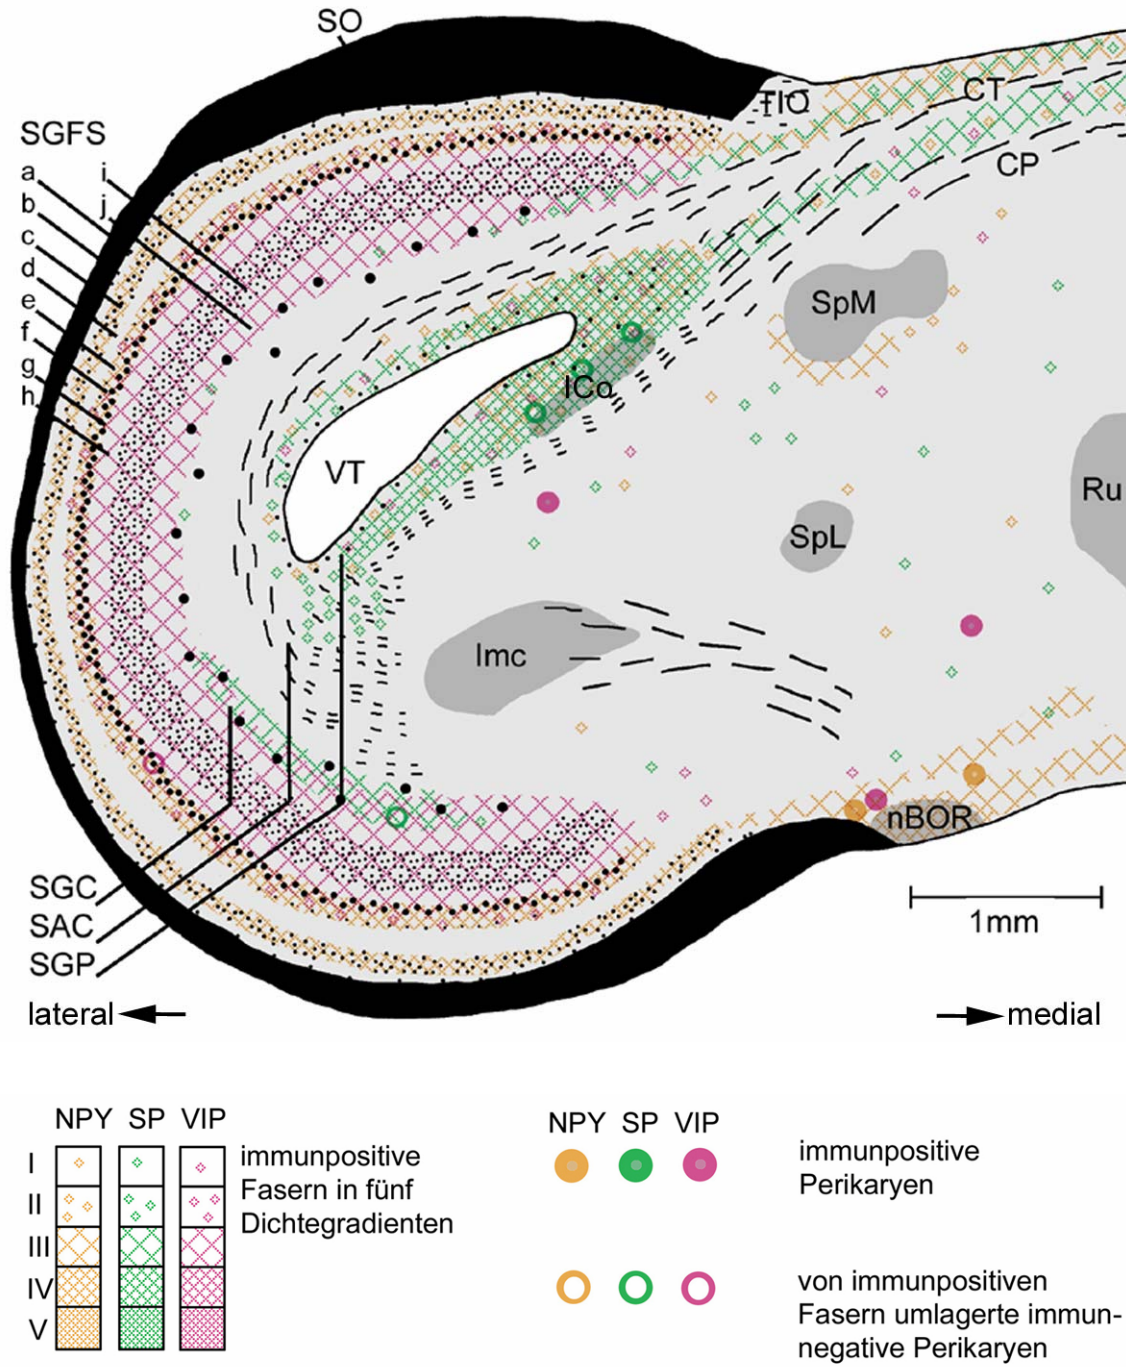 SO
TIO
CT
CP
SGFS
a
b
c
d
e
f
g
h
i
j
SpM
ICo
VT
Ru
SpL
Imc
nBOR
SGC
SAC
SGP
1mm
lateral
medial
NPY SP VIP
I
II
III
IV
V
immunpositive
Fasern in fünf
Dichtegradienten
NPY SP VIP
immunpositive
Perikaryen
von immunpositiven
Fasern umlagerte immun-
negative Perikaryen